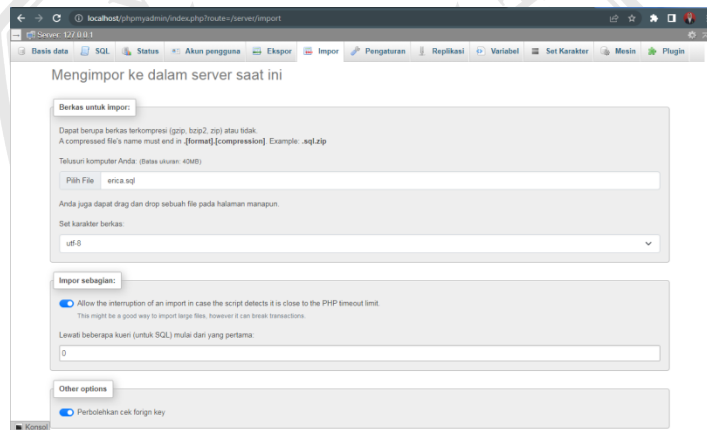 localhost/phpmyadmin/index.php?route=/server/import
Server: 127.0.0.1
Basis data SQL Status Akun pengguna Ekspor Impor Pengaturan Replikasi Variabel Set Karakter Mesin Plugin
Mengimpor ke dalam server saat ini
Berkas untuk impor:
Dapat berupa berkas terkompresi (gzip, bzip2, zip) atau tidak.
A compressed file's name must end in .[format].[compression]. Example: .sql.zip
Telusuri komputer Anda: (Batas ukuran: 40MB)
Pilih File erica.sql
Anda juga dapat drag dan drop sebuah file pada halaman manapun.
Set karakter berkas:
utf-8
Impor sebagian:
Allow the interruption of an import in case the script detects it is close to the PHP timeout limit.
This might be a good way to import large files, however it can break transactions.
Lewati beberapa kueri (untuk SQL) mulai dari yang pertama:
0
Other options
Perbolehkan cek forign key
Konsol